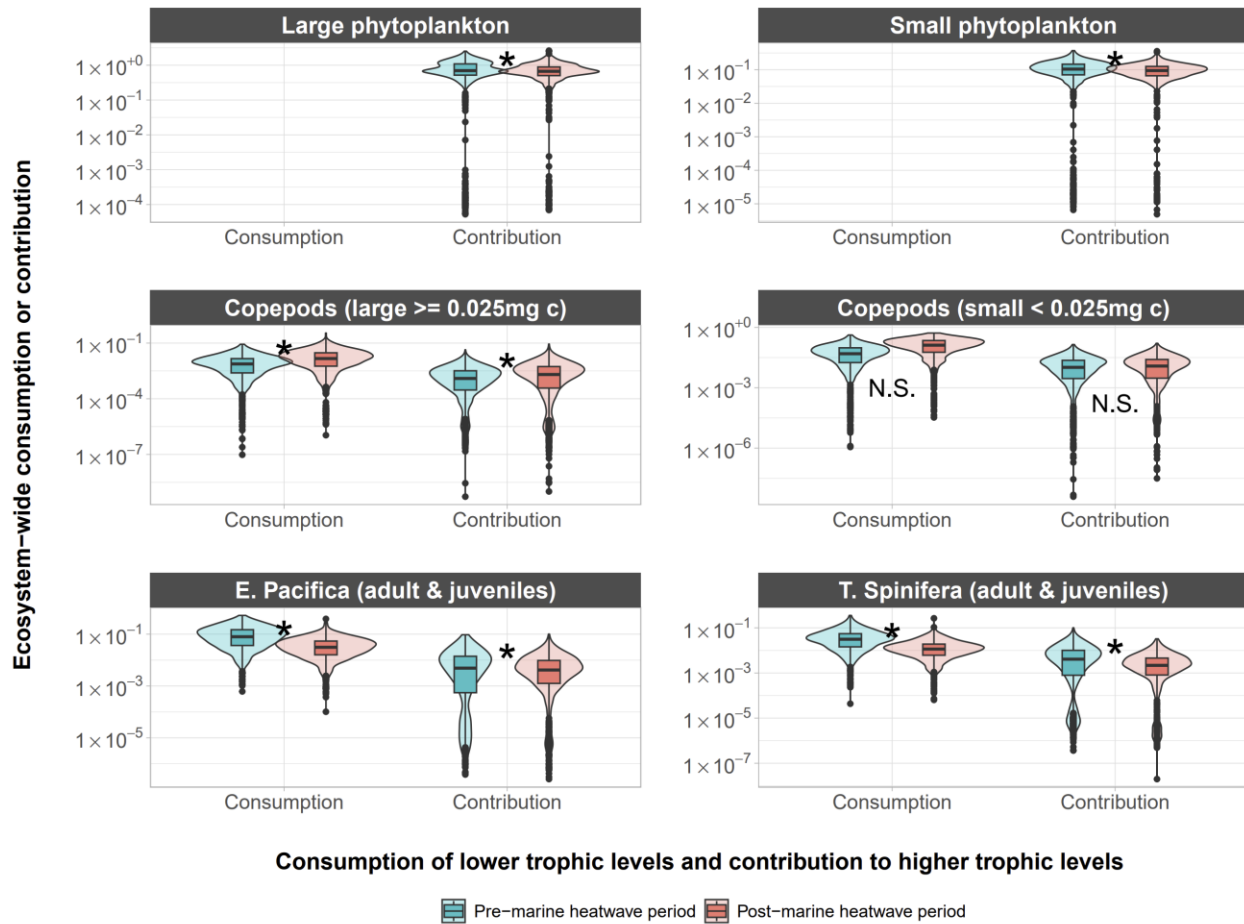 Large phytoplankton
Small phytoplankton
1×10⁰
1×10⁻¹
1×10⁻²
1×10⁻³
1×10⁻⁴
*
Consumption
Contribution
1×10⁻¹
1×10⁻²
1×10⁻³
1×10⁻⁴
1×10⁻⁵
*
Consumption
Contribution
Copepods (large >= 0.025mg c)
Copepods (small < 0.025mg c)
1×10⁻¹
1×10⁻⁴
1×10⁻⁷
*
*
Consumption
Contribution
1×10⁰
1×10⁻³
1×10⁻⁶
N.S.
N.S.
Consumption
Contribution
E. Pacifica (adult & juveniles)
T. Spinifera (adult & juveniles)
1×10⁻¹
1×10⁻³
1×10⁻⁵
*
*
Consumption
Contribution
1×10⁻¹
1×10⁻³
1×10⁻⁵
1×10⁻⁷
*
*
Consumption
Contribution
Ecosystem−wide consumption or contribution
Consumption of lower trophic levels and contribution to higher trophic levels
Pre−marine heatwave period
Post−marine heatwave period